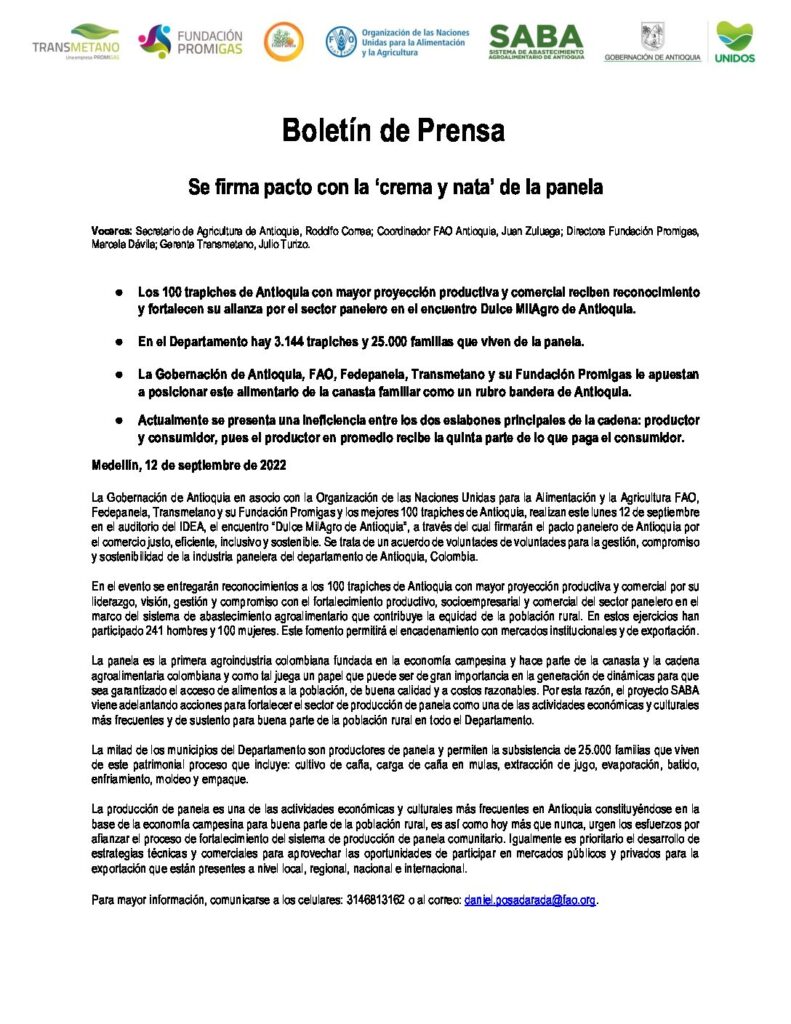 TRANSMETANO
Una empresa PROMIGAS
FUNDACIÓN
PROMIGAS
FAO
Organización de las Naciones
Unidas para la Alimentación
y la Agricultura
SABA
SISTEMA DE ABASTECIMIENTO
AGROALIMENTARIO DE ANTIOQUIA
GOBERNACIÓN DE ANTIOQUIA
UNIDOS
Boletín de Prensa
Se firma pacto con la ‘crema y nata’ de la panela
Voceros: Secretario de Agricultura de Antioquia, Rodolfo Correa; Coordinador FAO Antioquia, Juan Zuluaga; Directora Fundación Promigas,
Marcela Dávila; Gerente Transmetano, Julio Turizo.
● Los 100 trapiches de Antioquia con mayor proyección productiva y comercial reciben reconocimiento
y fortalecen su alianza por el sector panelero en el encuentro Dulce MilAgro de Antioquia.
● En el Departamento hay 3.144 trapiches y 25.000 familias que viven de la panela.
● La Gobernación de Antioquia, FAO, Fedepanela, Transmetano y su Fundación Promigas le apuestan
a posicionar este alimentario de la canasta familiar como un rubro bandera de Antioquia.
● Actualmente se presenta una ineficiencia entre los dos eslabones principales de la cadena: productor
y consumidor, pues el productor en promedio recibe la quinta parte de lo que paga el consumidor.
Medellín, 12 de septiembre de 2022
La Gobernación de Antioquia en asocio con la Organización de las Naciones Unidas para la Alimentación y la Agricultura FAO,
Fedepanela, Transmetano y su Fundación Promigas y los mejores 100 trapiches de Antioquia, realizan este lunes 12 de septiembre
en el auditorio del IDEA, el encuentro “Dulce MilAgro de Antioquia”, a través del cual firmarán el pacto panelero de Antioquia por
el comercio justo, eficiente, inclusivo y sostenible. Se trata de un acuerdo de voluntades de voluntades para la gestión, compromiso
y sostenibilidad de la industria panelera del departamento de Antioquia, Colombia.
En el evento se entregarán reconocimientos a los 100 trapiches de Antioquia con mayor proyección productiva y comercial por su
liderazgo, visión, gestión y compromiso con el fortalecimiento productivo, socioempresarial y comercial del sector panelero en el
marco del sistema de abastecimiento agroalimentario que contribuye la equidad de la población rural. En estos ejercicios han
participado 241 hombres y 100 mujeres. Este fomento permitirá el encadenamiento con mercados institucionales y de exportación.
La panela es la primera agroindustria colombiana fundada en la economía campesina y hace parte de la canasta y la cadena
agroalimentaria colombiana y como tal juega un papel que puede ser de gran importancia en la generación de dinámicas para que
sea garantizado el acceso de alimentos a la población, de buena calidad y a costos razonables. Por esta razón, el proyecto SABA
viene adelantando acciones para fortalecer el sector de producción de panela como una de las actividades económicas y culturales
más frecuentes y de sustento para buena parte de la población rural en todo el Departamento.
La mitad de los municipios del Departamento son productores de panela y permiten la subsistencia de 25.000 familias que viven
de este patrimonial proceso que incluye: cultivo de caña, carga de caña en mulas, extracción de jugo, evaporación, batido,
enfriamiento, moldeo y empaque.
La producción de panela es una de las actividades económicas y culturales más frecuentes en Antioquia constituyéndose en la
base de la economía campesina para buena parte de la población rural, es así como hoy más que nunca, urgen los esfuerzos por
afianzar el proceso de fortalecimiento del sistema de producción de panela comunitario. Igualmente es prioritario el desarrollo de
estrategias técnicas y comerciales para aprovechar las oportunidades de participar en mercados públicos y privados para la
exportación que están presentes a nivel local, regional, nacional e internacional.
Para mayor información, comunicarse a los celulares: 3146813162 o al correo: daniel.posadarada@fao.org.